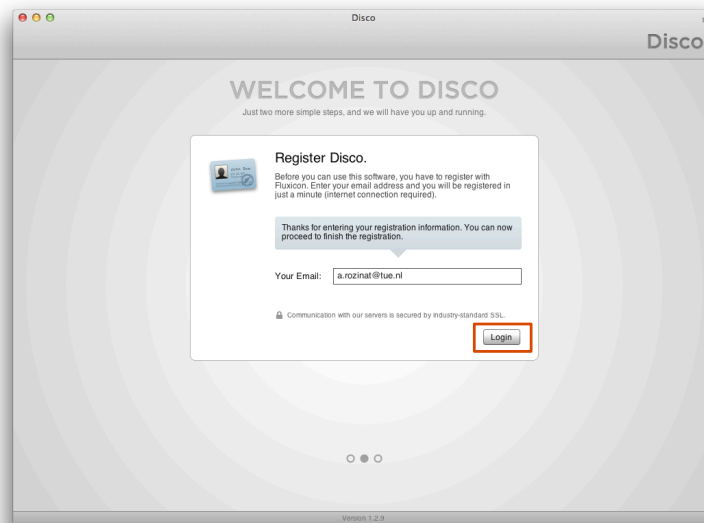 Disco
Disco
WELCOME TO DISCO
Just two more simple steps, and we will have you up and running.
Register Disco.
Before you can use this software, you have to register with
Fluxicon. Enter your email address and you will be registered in
just a minute (internet connection required).
Thanks for entering your registration information. You can now
proceed to finish the registration.
Your Email: a.rozinat@tue.nl
Communication with our servers is secured by industry-standard SSL.
Login
Version 1.2.9